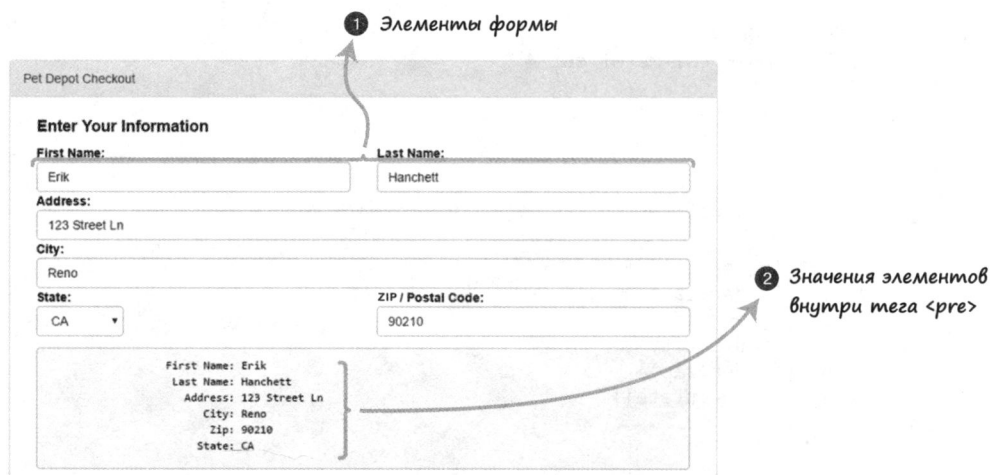 1 Элементы формы
Pet Depot Checkout
Enter Your Information
First Name: Last Name:
Erik Hanchett
Address:
123 Street Ln
City:
Reno
State: ZIP / Postal Code:
CA 90210
2 Значения элементов
внутри тега <pre>
First Name: Erik
Last Name: Hanchett
Address: 123 Street Ln
City: Reno
Zip: 90210
State: CA